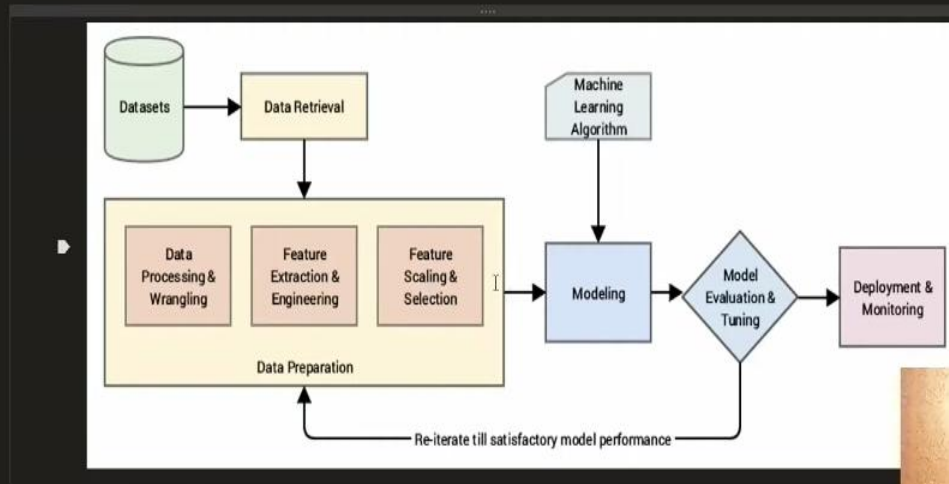 Datasets
Data Retrieval
Machine
Learning
Algorithm
Data
Processing &
Wrangling
Feature
Extraction &
Engineering
Feature
Scaling &
Selection
Data Preparation
Modeling
Model
Evaluation &
Tuning
Deployment &
Monitoring
Re-iterate till satisfactory model performance